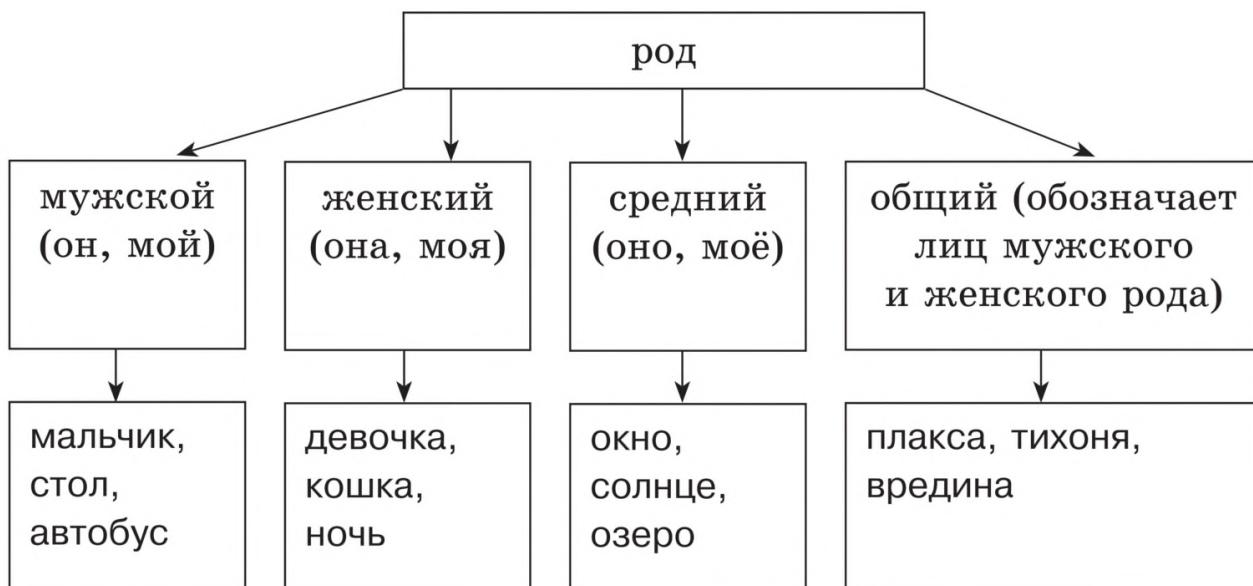 род
мужской
(он, мой)
женский
(она, моя)
средний
(оно, моё)
общий (обозначает
лиц мужского
и женского рода)
мальчик,
стол,
автобус
девочка,
кошка,
ночь
окно,
солнце,
озеро
плакса, тихоня,
вредина